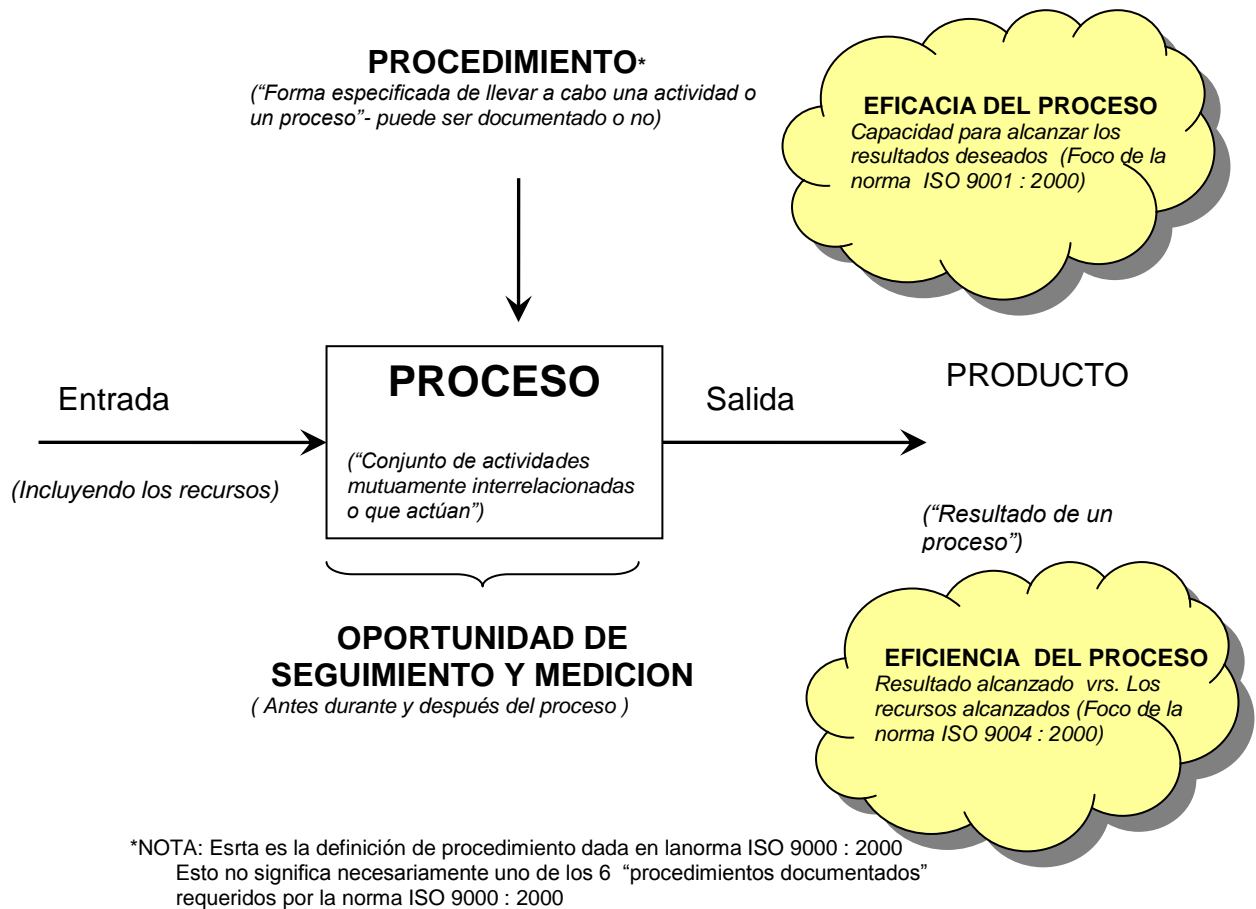 PROCEDIMIENTO*
(“Forma especificada de llevar a cabo una actividad o
un proceso”- puede ser documentado o no)
EFICACIA DEL PROCESO
Capacidad para alcanzar los
resultados deseados (Foco de la
norma ISO 9001 : 2000)
Entrada
(Incluyendo los recursos)
PROCESO
(“Conjunto de actividades
mutuamente interrelacionadas
o que actúan”)
Salida
PRODUCTO
(“Resultado de un
proceso”)
OPORTUNIDAD DE
SEGUIMIENTO Y MEDICION
( Antes durante y después del proceso )
EFICIENCIA DEL PROCESO
Resultado alcanzado vrs. Los
recursos alcanzados (Foco de la
norma ISO 9004 : 2000)
*NOTA: Esrta es la definición de procedimiento dada en lanorma ISO 9000 : 2000
Esto no significa necesariamente uno de los 6 “procedimientos documentados”
requeridos por la norma ISO 9000 : 2000